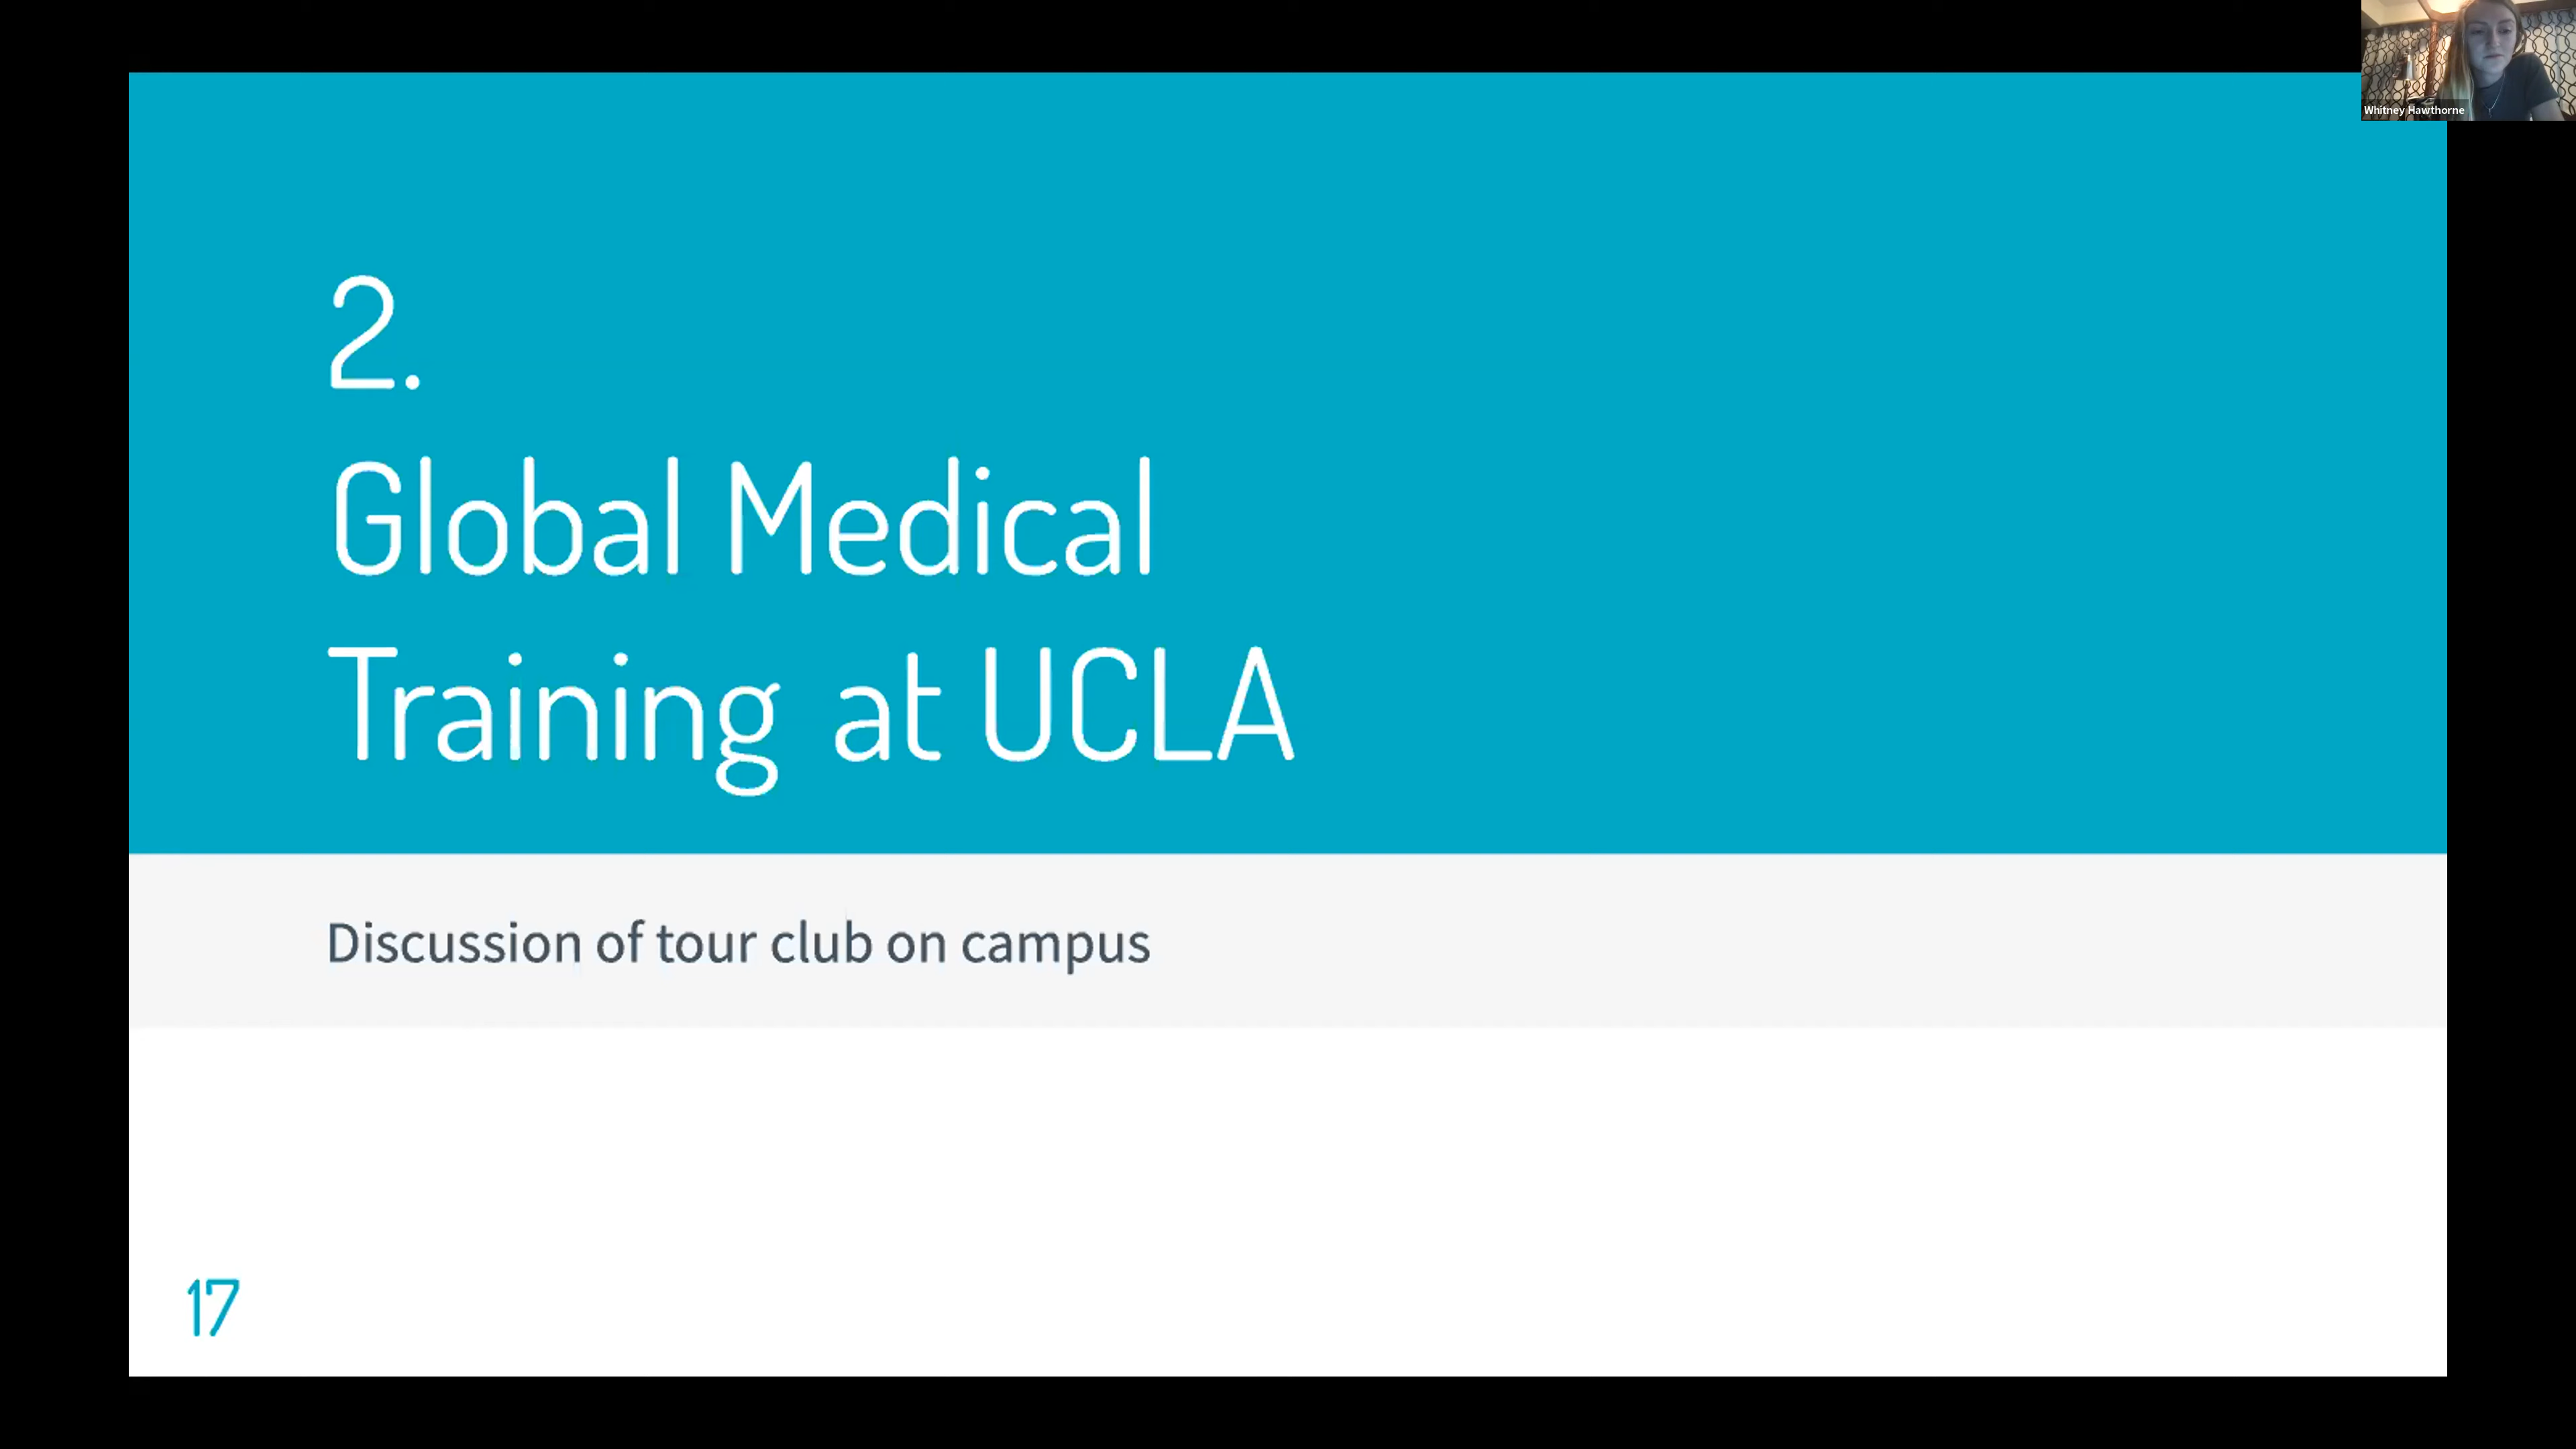 Whitney Hawthorne
2.
Global Medical
Training at UCLA
Discussion of tour club on campus
17